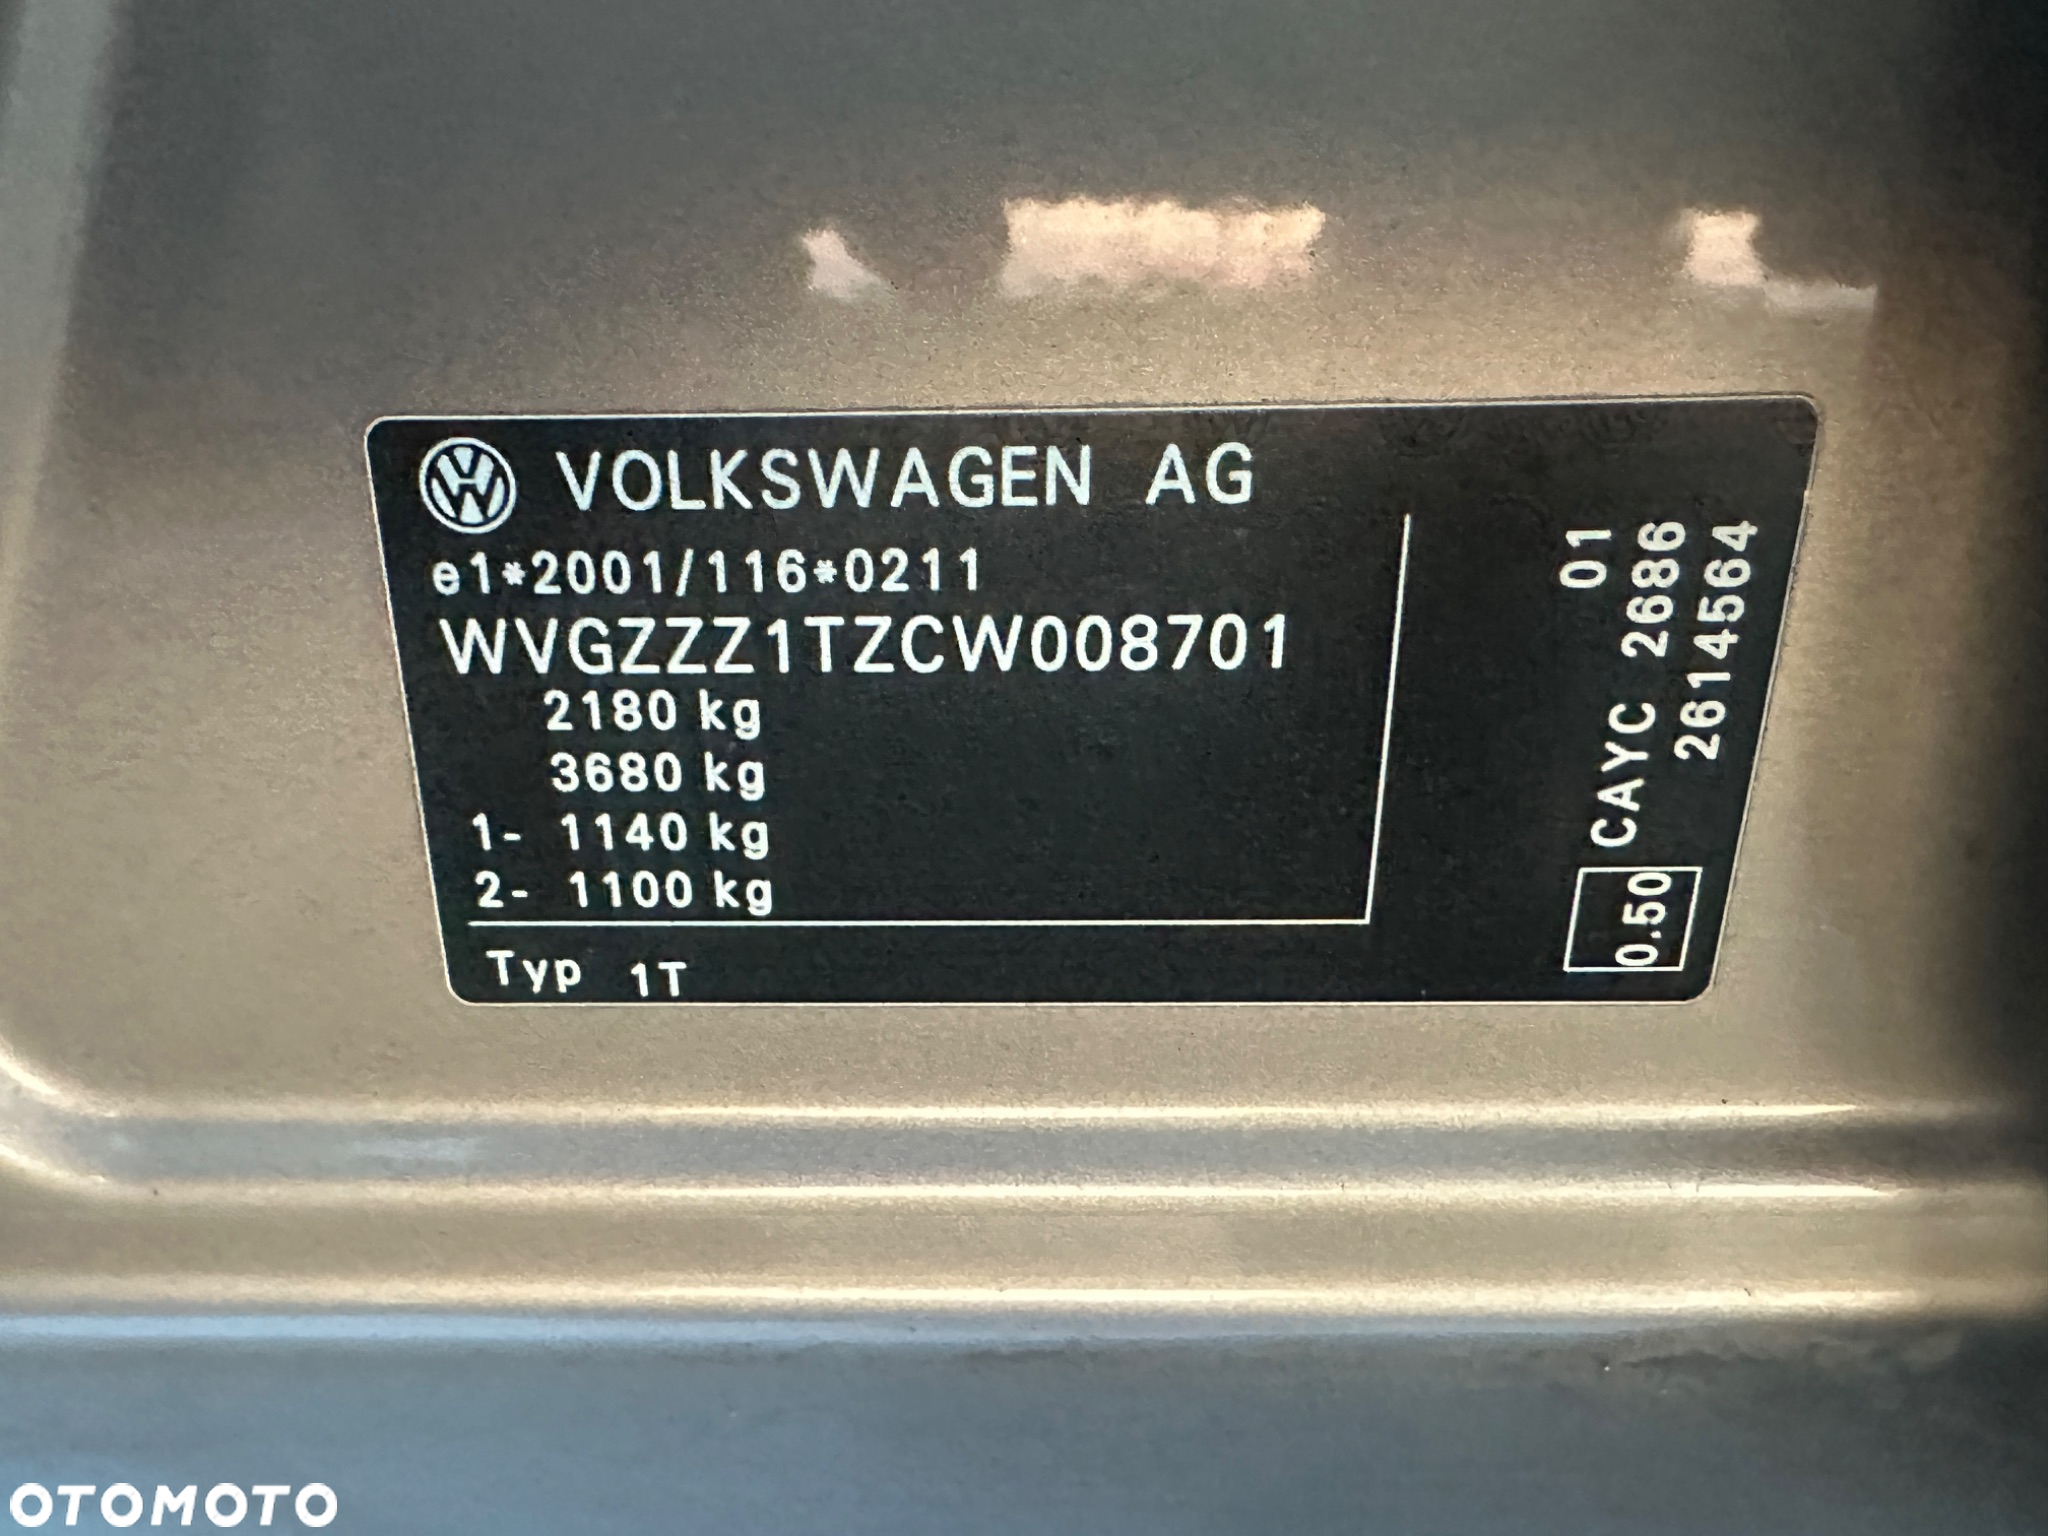 VOLKSWAGEN AG
e1*2001/116*0211
WVGZZZ1TZCW008701
2180 kg
3680 kg
1- 1140 kg
2- 1100 kg
Typ 1T
01
CAYC 2686
2614564
0.50
OTOMOTO